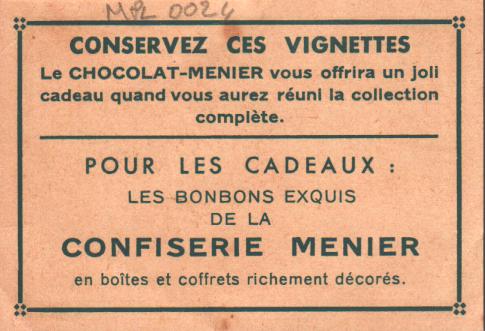 MPL 0024
CONSERVEZ CES VIGNETTES
Le CHOCOLAT-MENIER vous offrira un joli
cadeau quand vous aurez réuni la collection
complète.
POUR LES CADEAUX :
LES BONBONS EXQUIS
DE LA
CONFISERIE MENIER
en boîtes et coffrets richement décorés.